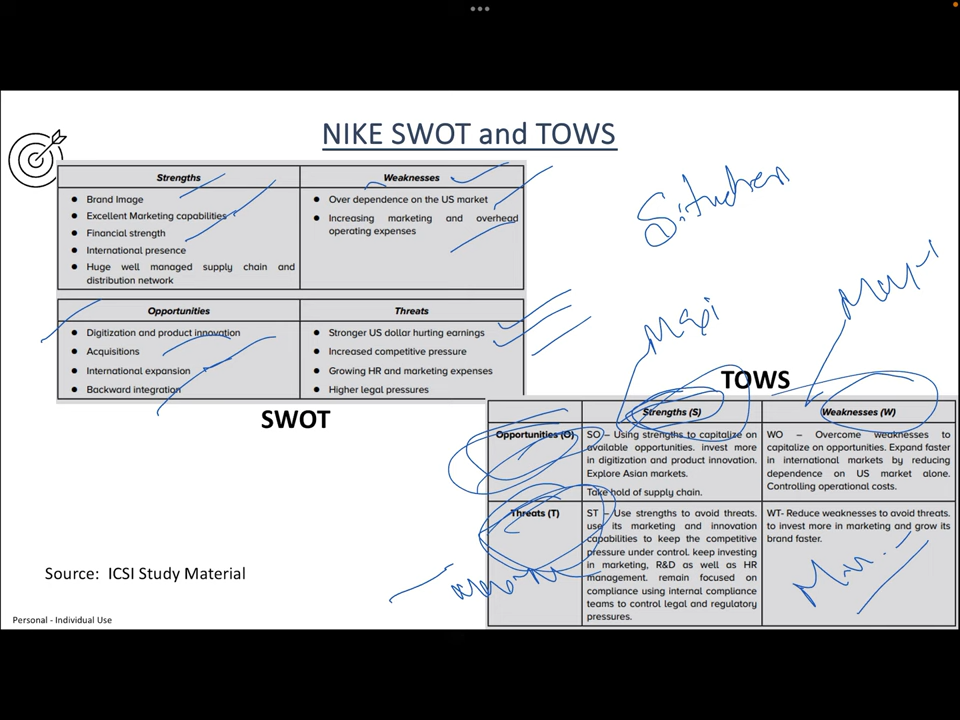 NIKE SWOT and TOWS
Strengths
Brand Image
Excellent Marketing capabilities
Financial strength
International presence
Huge well managed supply chain and
distribution network
Weaknesses
Over dependence on the US market
Increasing marketing and overhead
operating expenses
Opportunities
Digitization and product innovation
Acquisitions
International expansion
Backward integration
Threats
Stronger US dollar hurting earnings
Increased competitive pressure
Growing HR and marketing expenses
Higher legal pressures
SWOT
TOWS
Strengths (S)
Weaknesses (W)
Opportunities (O)
SO – Using strengths to capitalize on
available opportunities. invest more
in digitization and product innovation.
Explore Asian markets.
Take hold of supply chain.
WO – Overcome weaknesses to
capitalize on opportunities. Expand faster
in international markets by reducing
dependence on US market alone.
Controlling operational costs.
Threats (T)
ST – Use strengths to avoid threats.
use its marketing and innovation
capabilities to keep the competitive
pressure under control. keep investing
in marketing, R&D as well as HR
management. remain focused on
compliance using internal compliance
teams to control legal and regulatory
pressures.
WT- Reduce weaknesses to avoid threats.
to invest more in marketing and grow its
brand faster.
Source: ICSI Study Material
Personal - Individual Use